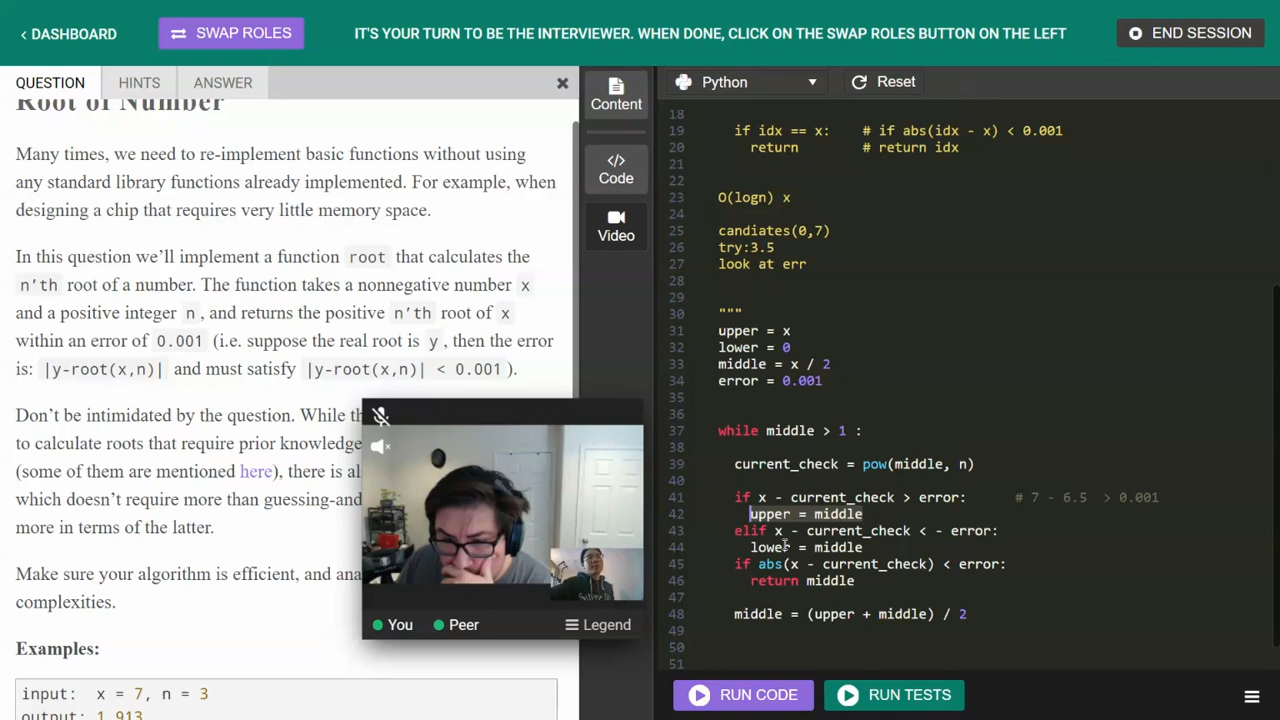 ‹ DASHBOARD
SWAP ROLES
IT'S YOUR TURN TO BE THE INTERVIEWER. WHEN DONE, CLICK ON THE SWAP ROLES BUTTON ON THE LEFT
END SESSION
QUESTION
HINTS
ANSWER
Root of Number
Many times, we need to re-implement basic functions without using
any standard library functions already implemented. For example, when
designing a chip that requires very little memory space.
In this question we'll implement a function root that calculates the
n'th root of a number. The function takes a nonnegative number x
and a positive integer n, and returns the positive n'th root of x
within an error of 0.001 (i.e. suppose the real root is y, then the error
is: |y-root(x,n)| and must satisfy |y-root(x,n)| < 0.001).
Don't be intimidated by the question. While th
to calculate roots that require prior knowledge
(some of them are mentioned here), there is al
which doesn't require more than guessing-and
more in terms of the latter.
Make sure your algorithm is efficient, and ana
complexities.
Examples:
input: x = 7, n = 3
output: 1.913
You
Peer
Legend
Content
Code
Video
Python
Reset
18
19 if idx == x: # if abs(idx - x) < 0.001
20 return # return idx
21
22
23 O(logn) x
24
25 candiates(0,7)
26 try:3.5
27 look at err
28
29
30 """
31 upper = x
32 lower = 0
33 middle = x / 2
34 error = 0.001
35
36
37 while middle > 1 :
38
39 current_check = pow(middle, n)
40
41 if x - current_check > error: # 7 - 6.5 > 0.001
42 upper = middle
43 elif x - current_check < - error:
44 lower = middle
45 if abs(x - current_check) < error:
46 return middle
47
48 middle = (upper + middle) / 2
49
50
51
RUN CODE
RUN TESTS